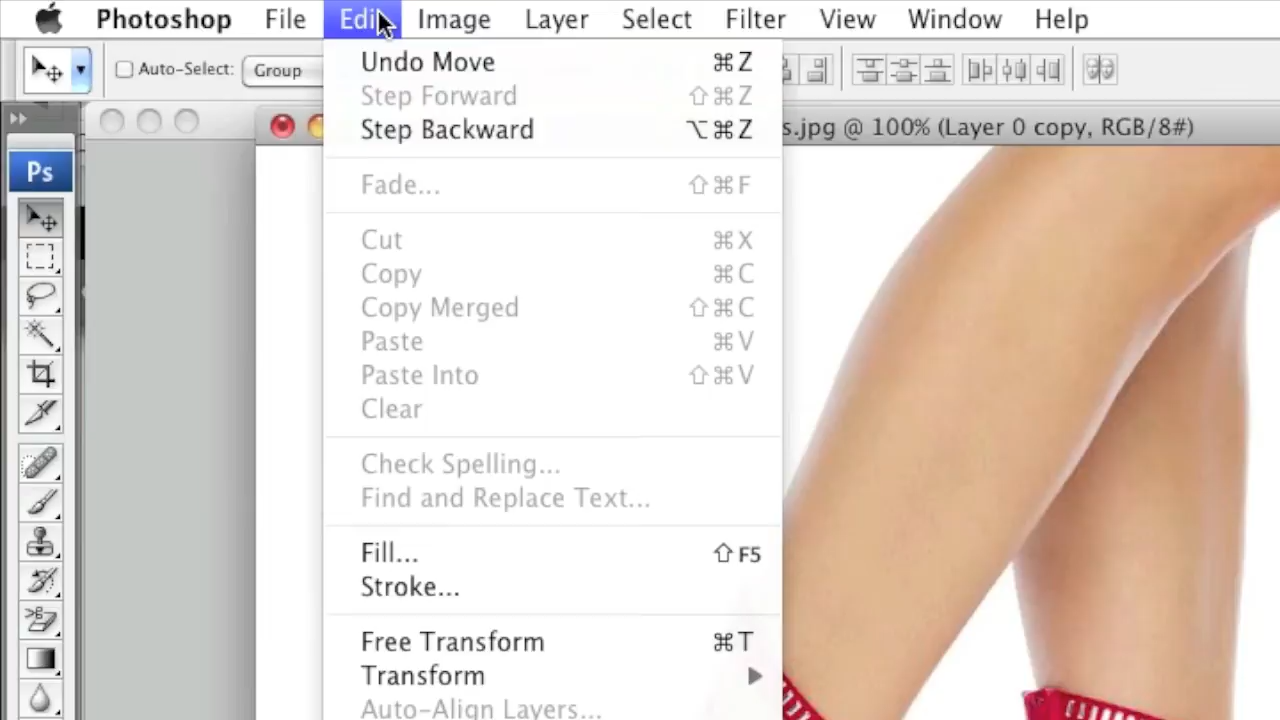 Photoshop File Edit Image Layer Select Filter View Window Help
Auto-Select: Group
s.jpg @ 100% (Layer 0 copy, RGB/8#)
Ps
Undo Move ⌘Z
Step Forward ⇧⌘Z
Step Backward ⌥⌘Z
Fade... ⇧⌘F
Cut ⌘X
Copy ⌘C
Copy Merged ⇧⌘C
Paste ⌘V
Paste Into ⇧⌘V
Clear
Check Spelling...
Find and Replace Text...
Fill... ⇧F5
Stroke...
Free Transform ⌘T
Transform
Auto-Align Layers...